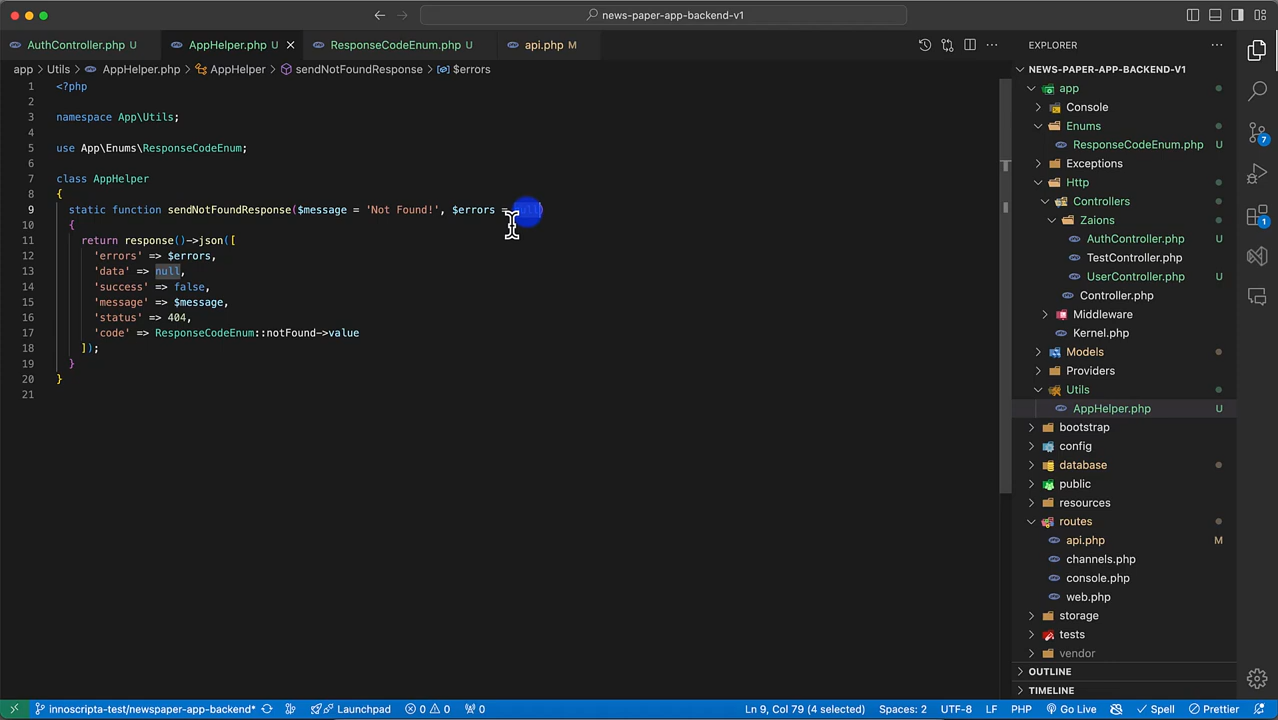 news-paper-app-backend-v1
AuthController.php U
AppHelper.php U
ResponseCodeEnum.php U
api.php M
EXPLORER
app > Utils > AppHelper.php > AppHelper > sendNotFoundResponse > $errors
1 <?php
2
3 namespace App\Utils;
4
5 use App\Enums\ResponseCodeEnum;
6
7 class AppHelper
8 {
9 static function sendNotFoundResponse($message = 'Not Found!', $errors = null)
10 {
11 return response()->json([
12 'errors' => $errors,
13 'data' => null,
14 'success' => false,
15 'message' => $message,
16 'status' => 404,
17 'code' => ResponseCodeEnum::notFound->value
18 ]);
19 }
20 }
21
NEWS-PAPER-APP-BACKEND-V1
app
Console
Enums
ResponseCodeEnum.php U
Exceptions
Http
Controllers
Zaions
AuthController.php U
TestController.php U
UserController.php U
Controller.php
Middleware
Kernel.php
Models
Providers
Utils
AppHelper.php U
bootstrap
config
database
public
resources
routes
api.php M
channels.php
console.php
web.php
storage
tests
vendor
OUTLINE
TIMELINE
7
1
innoscripta-test/newspaper-app-backend* Launchpad 0 0 0 Ln 9, Col 79 (4 selected) Spaces: 2 UTF-8 LF PHP Go Live Spell Prettier